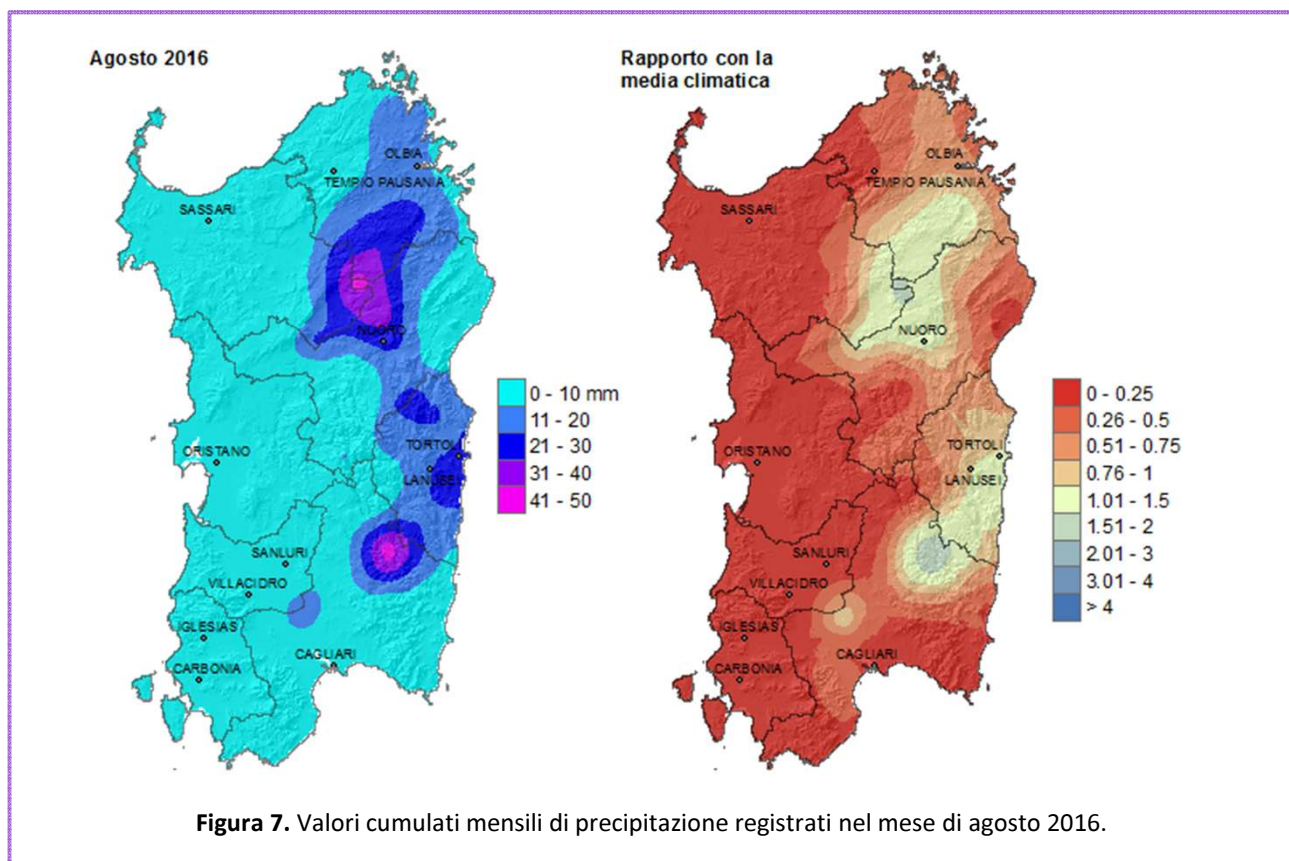 Agosto 2016
OLBIA
TEMPIO PAUSANIA
SASSARI
NUORO
TORTOLI
ORISTANO
LANUSEI
SANLURI
VILLACIDRO
IGLESIAS
CAGLIARI
CARBONIA
0 - 10 mm
11 - 20
21 - 30
31 - 40
41 - 50
Rapporto con la
media climatica
OLBIA
TEMPIO PAUSANIA
SASSARI
NUORO
TORTOLI
ORISTANO
LANUSEI
SANLURI
VILLACIDRO
IGLESIAS
CAGLIARI
CARBONIA
0 - 0.25
0.26 - 0.5
0.51 - 0.75
0.76 - 1
1.01 - 1.5
1.51 - 2
2.01 - 3
3.01 - 4
> 4
Figura 7. Valori cumulati mensili di precipitazione registrati nel mese di agosto 2016.